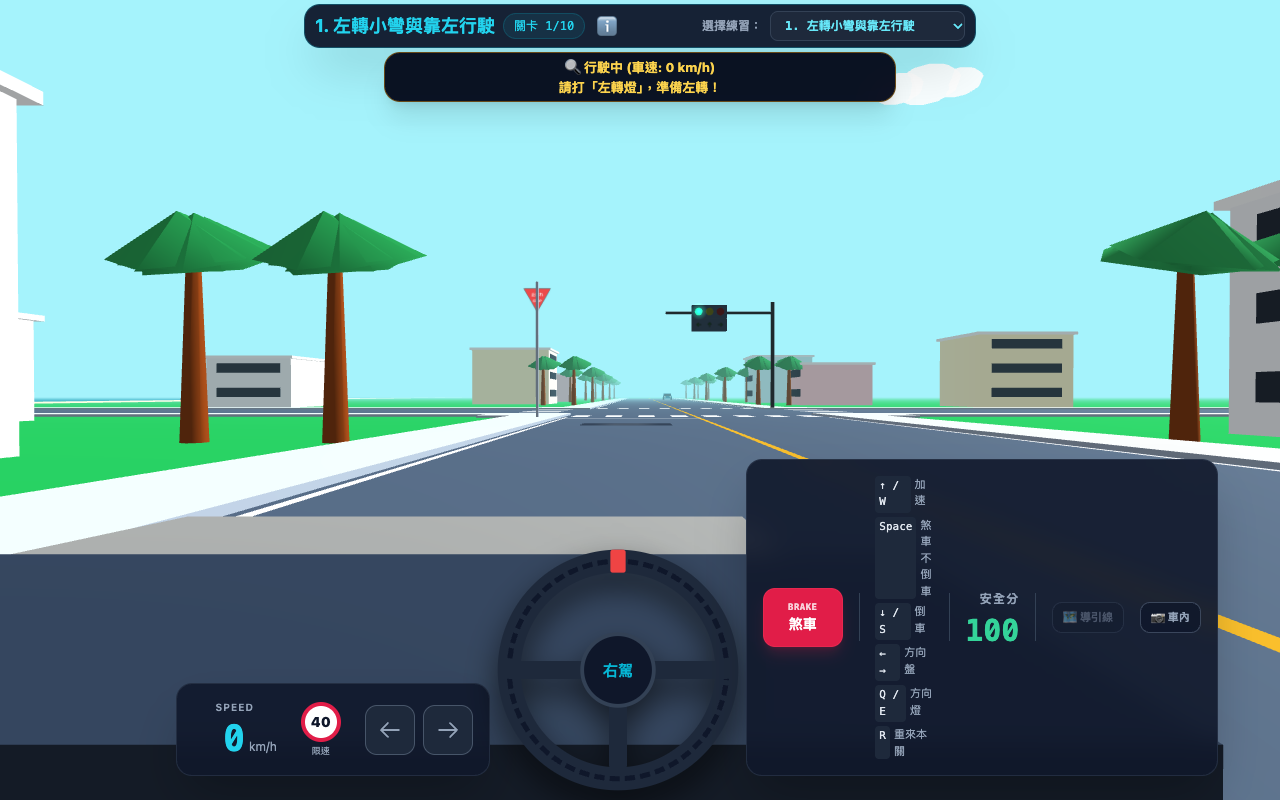 1. 左轉小彎與靠左行駛
關卡 1/10
選擇練習：
1. 左轉小彎與靠左行駛
行駛中 (車速: 0 km/h)
請打「左轉燈」，準備左轉！
SPEED
0 km/h
40
限速
右駕
BRAKE
煞車
↑ / W 加速
Space 煞車不倒車
↓ / S 倒車
← → 方向盤
Q / E 方向燈
R 重來本關
安全分
100
導引線
車內